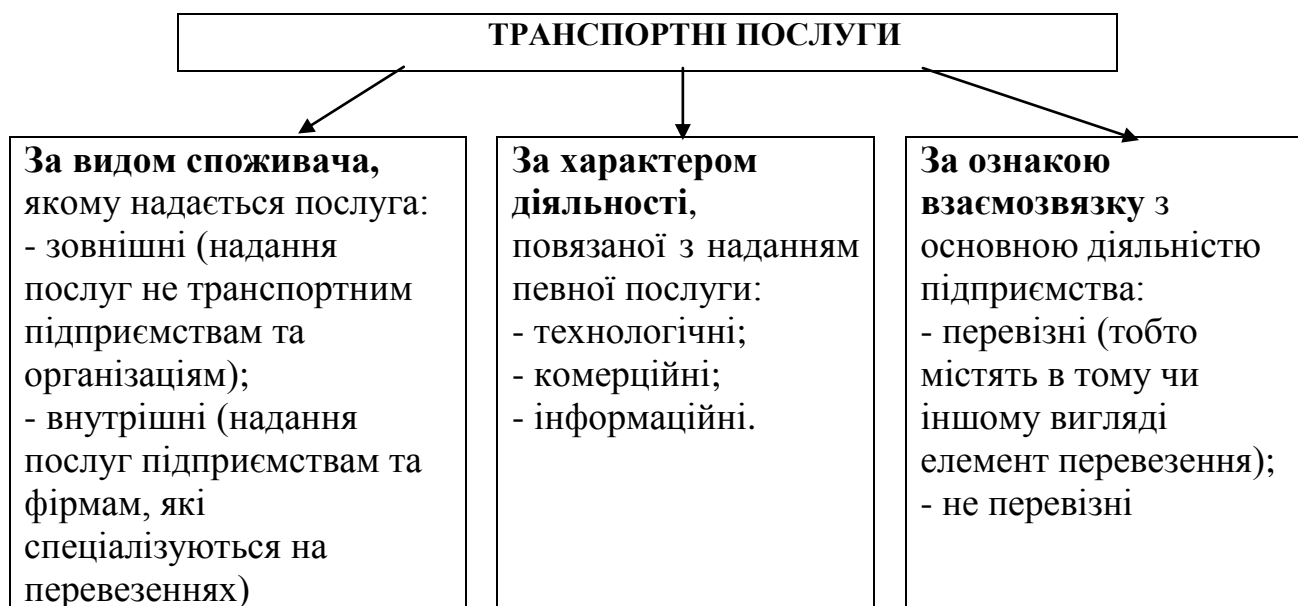 ТРАНСПОРТНІ ПОСЛУГИ
За видом споживача,
якому надається послуга:
- зовнішні (надання
послуг не транспортним
підприємствам та
організаціям);
- внутрішні (надання
послуг підприємствам та
фірмам, які
спеціалізуються на
перевезеннях)
За характером
діяльності,
повязаної з наданням
певної послуги:
- технологічні;
- комерційні;
- інформаційні.
За ознакою
взаємозвязку з
основною діяльністю
підприємства:
- перевізні (тобто
містять в тому чи
іншому вигляді
елемент перевезення);
- не перевізні